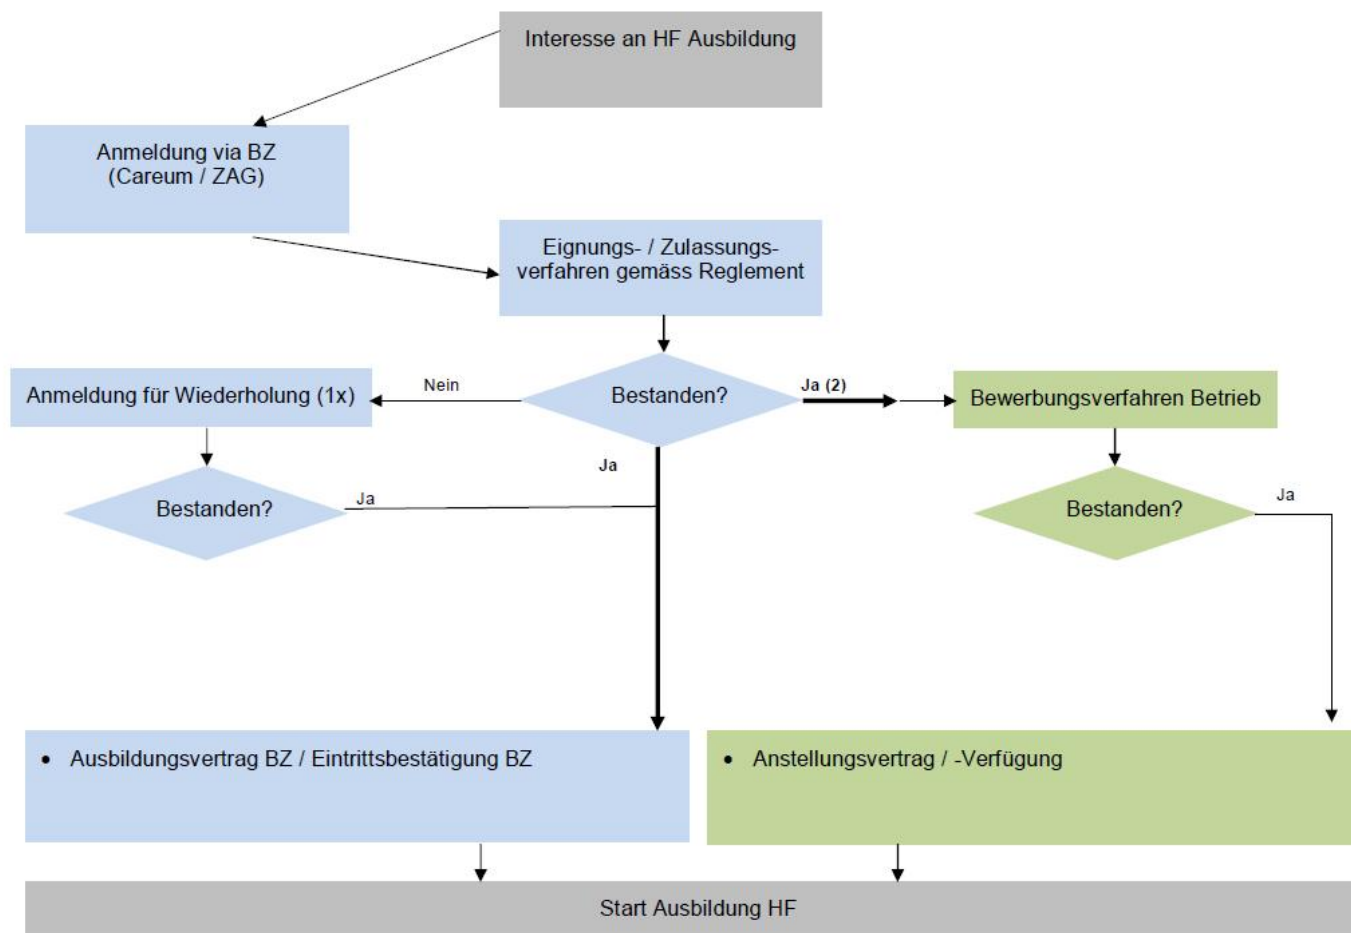 Interesse an HF Ausbildung
Anmeldung via BZ
(Careum / ZAG)
Eignungs- / Zulassungs-
verfahren gemäss Reglement
Anmeldung für Wiederholung (1x)
Nein
Bestanden?
Ja (2)
Bewerbungsverfahren Betrieb
Ja
Bestanden?
Ja
Bestanden?
Ja
• Ausbildungsvertrag BZ / Eintrittsbestätigung BZ
• Anstellungsvertrag / -Verfügung
Start Ausbildung HF